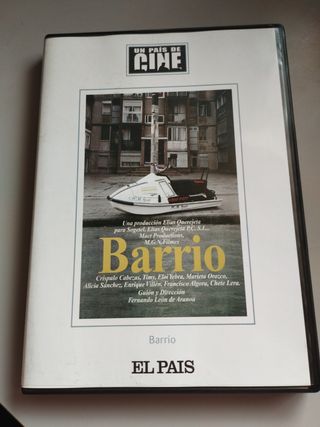 UN PAÍS DE
CINE
Una producción Elías Querejeta
para Sogetel, Elías Querejeta P.C. S.L.,
Mact Productions,
M.G.N.Filmes
Barrio
Críspulo Cabezas, Timy, Eloi Yebra, Marieta Orozco,
Alicia Sánchez, Enrique Villén, Francisco Algora, Chete Lera.
Guión y Dirección
Fernando León de Aranoa
Barrio
EL PAIS